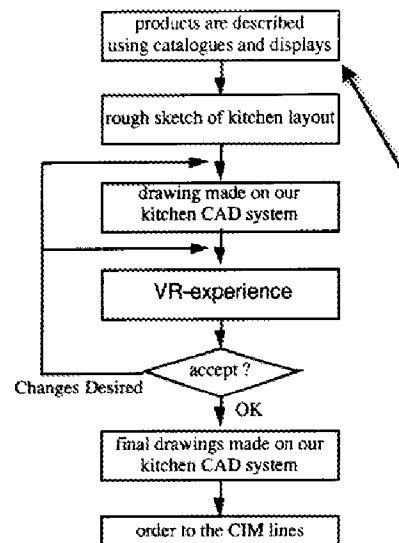 products are described
using catalogues and displays
rough sketch of kitchen layout
drawing made on our
kitchen CAD system
VR-experience
accept ?
Changes Desired
OK
final drawings made on our
kitchen CAD system
order to the CIM lines